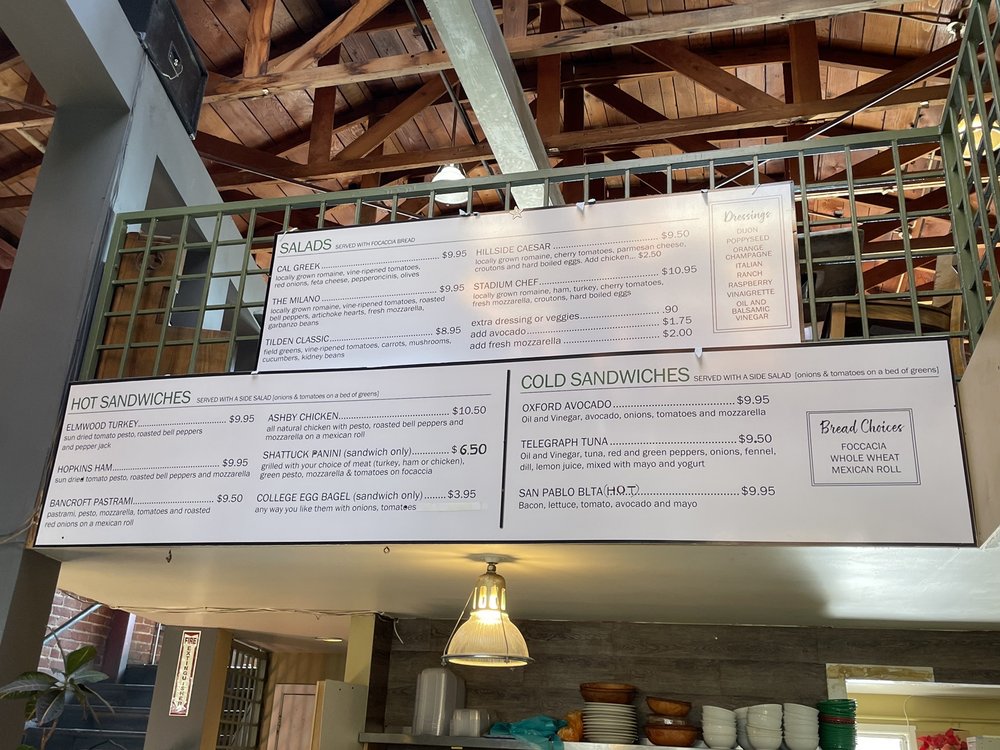 SALADS SERVED WITH FOCACCIA BREAD
CAL GREEK $9.95
locally grown romaine, vine-ripened tomatoes,
red onions, feta cheese, pepperoncinis, olives
THE MILANO $9.95
locally grown romaine, vine-ripened tomatoes, roasted
bell peppers, artichoke hearts, fresh mozzarella,
garbanzo beans
TILDEN CLASSIC $8.95
field greens, vine-ripened tomatoes, carrots, mushrooms,
cucumbers, kidney beans
HILLSIDE CAESAR $9.50
locally grown romaine, cherry tomatoes, parmesan cheese,
croutons and hard boiled eggs. Add chicken... $2.50
STADIUM CHEF $10.95
locally grown romaine, ham, turkey, cherry tomatoes,
fresh mozzarella, croutons, hard boiled eggs
extra dressing or veggies .90
add avocado $1.75
add fresh mozzarella $2.00
Dressings
DIJON
POPPYSEED
ORANGE
CHAMPAGNE
ITALIAN
RANCH
RASPBERRY
VINAIGRETTE
OIL AND
BALSAMIC
VINEGAR
HOT SANDWICHES SERVED WITH A SIDE SALAD [onions & tomatoes on a bed of greens]
ELMWOOD TURKEY $9.95
sun dried tomato pesto, roasted bell peppers
and pepper jack
HOPKINS HAM $9.95
sun dried tomato pesto, roasted bell peppers and mozzarella
BANCROFT PASTRAMI $9.50
pastrami, pesto, mozzarella, tomatoes and roasted
red onions on a mexican roll
ASHBY CHICKEN $10.50
all natural chicken with pesto, roasted bell peppers and
mozzarella on a mexican roll
SHATTUCK PANINI (sandwich only) $6.50
grilled with your choice of meat (turkey, ham or chicken),
green pesto, mozzarella & tomatoes on focaccia
COLLEGE EGG BAGEL (sandwich only) $3.95
any way you like them with onions, tomatoes
COLD SANDWICHES SERVED WITH A SIDE SALAD [onions & tomatoes on a bed of greens]
OXFORD AVOCADO $9.95
Oil and Vinegar, avocado, onions, tomatoes and mozzarella
TELEGRAPH TUNA $9.50
Oil and Vinegar, tuna, red and green peppers, onions, fennel,
dill, lemon juice, mixed with mayo and yogurt
SAN PABLO BLTA (HOT) $9.95
Bacon, lettuce, tomato, avocado and mayo
Bread Choices
FOCCACIA
WHOLE WHEAT
MEXICAN ROLL
FIRE
EXTINGUISHER